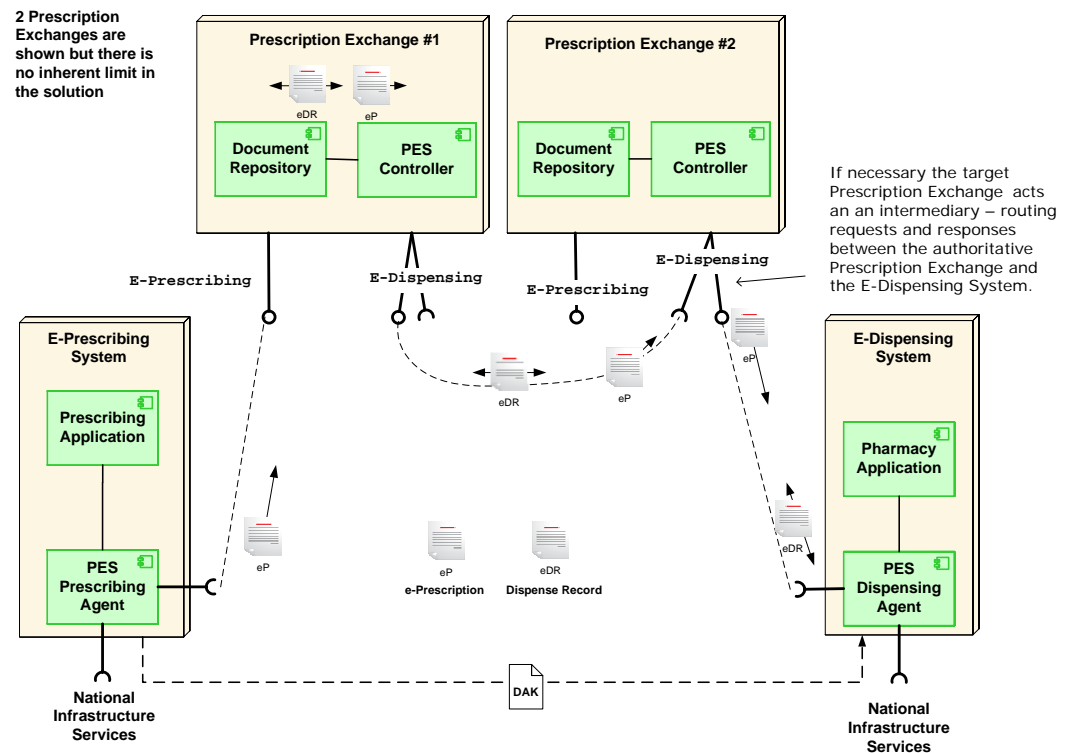 2 Prescription
Exchanges are
shown but there is
no inherent limit in
the solution
Prescription Exchange #1
eDR
eP
Document
Repository
PES
Controller
Prescription Exchange #2
Document
Repository
PES
Controller
If necessary the target
Prescription Exchange acts
an an intermediary – routing
requests and responses
between the authoritative
Prescription Exchange and
the E-Dispensing System.
E-Prescribing
E-Dispensing
E-Prescribing
E-Dispensing
E-Prescribing
System
Prescribing
Application
PES
Prescribing
Agent
National
Infrastructure
Services
eP
eDR
eP
eP
eDR
eP
e-Prescription
eDR
Dispense Record
E-Dispensing
System
Pharmacy
Application
PES
Dispensing
Agent
DAK
National
Infrastructure
Services